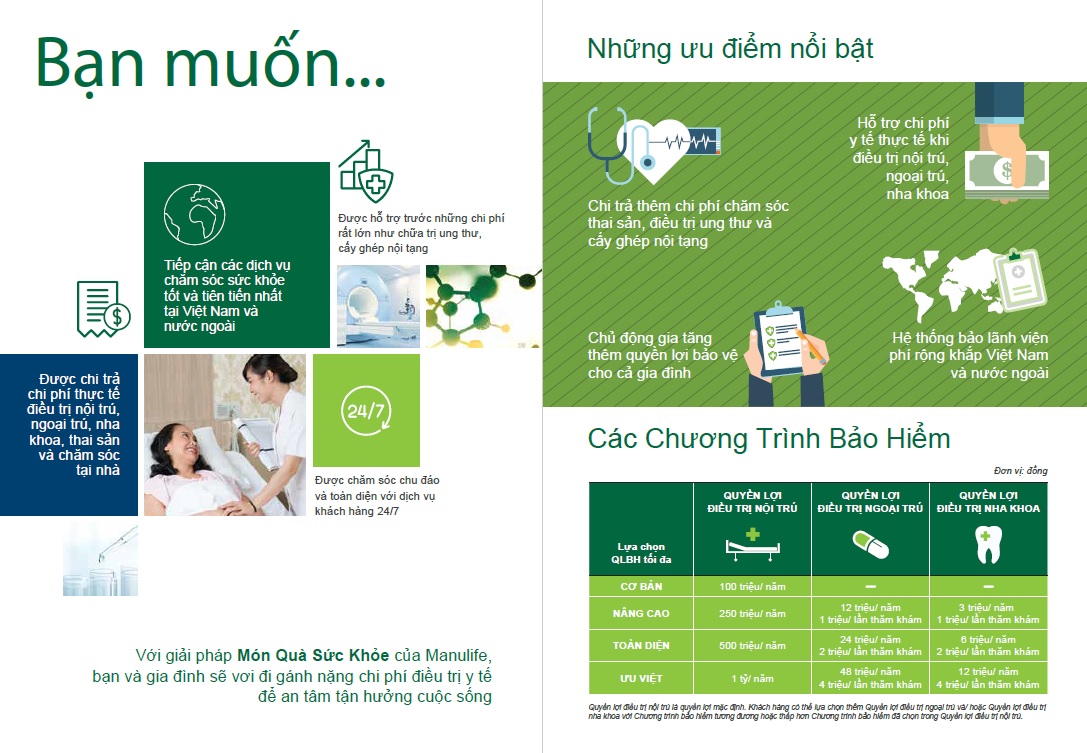 Bạn muốn...
Được hỗ trợ trước những chi phí
rất lớn như chữa trị ung thư,
cấy ghép nội tạng
Tiếp cận các dịch vụ
chăm sóc sức khỏe
tốt và tiên tiến nhất
tại Việt Nam và
nước ngoài
$
Được chi trả
chi phí thực tế
điều trị nội trú,
ngoại trú, nha
khoa, thai sản
và chăm sóc
tại nhà
24/7
Được chăm sóc chu đáo
và toàn diện với dịch vụ
khách hàng 24/7
Với giải pháp Món Quà Sức Khỏe của Manulife,
bạn và gia đình sẽ vơi đi gánh nặng chi phí điều trị y tế
để an tâm tận hưởng cuộc sống
Những ưu điểm nổi bật
Chi trả thêm chi phí chăm sóc
thai sản, điều trị ung thư và
cấy ghép nội tạng
Hỗ trợ chi phí
y tế thực tế khi
điều trị nội trú,
ngoại trú,
nha khoa
$
Chủ động gia tăng
thêm quyền lợi bảo vệ
cho cả gia đình
Hệ thống bảo lãnh viện
phí rộng khắp Việt Nam
và nước ngoài
Các Chương Trình Bảo Hiểm
Đơn vị: đồng
Lựa chọn
QLBH tối đa
QUYỀN LỢI
ĐIỀU TRỊ NỘI TRÚ
QUYỀN LỢI
ĐIỀU TRỊ NGOẠI TRÚ
QUYỀN LỢI
ĐIỀU TRỊ NHA KHOA
CƠ BẢN 100 triệu/ năm – –
NÂNG CAO 250 triệu/ năm 12 triệu/ năm 3 triệu/ năm
1 triệu/ lần thăm khám 1 triệu/ lần thăm khám
TOÀN DIỆN 500 triệu/ năm 24 triệu/ năm 6 triệu/ năm
2 triệu/ lần thăm khám 2 triệu/ lần thăm khám
ƯU VIỆT 1 tỷ/ năm 48 triệu/ năm 12 triệu/ năm
4 triệu/ lần thăm khám 4 triệu/ lần thăm khám
Quyền lợi điều trị nội trú là quyền lợi mặc định. Khách hàng có thể lựa chọn thêm Quyền lợi điều trị ngoại trú và/ hoặc Quyền lợi điều trị
nha khoa với Chương trình bảo hiểm tương đương hoặc thấp hơn Chương trình bảo hiểm đã chọn trong Quyền lợi điều trị nội trú.